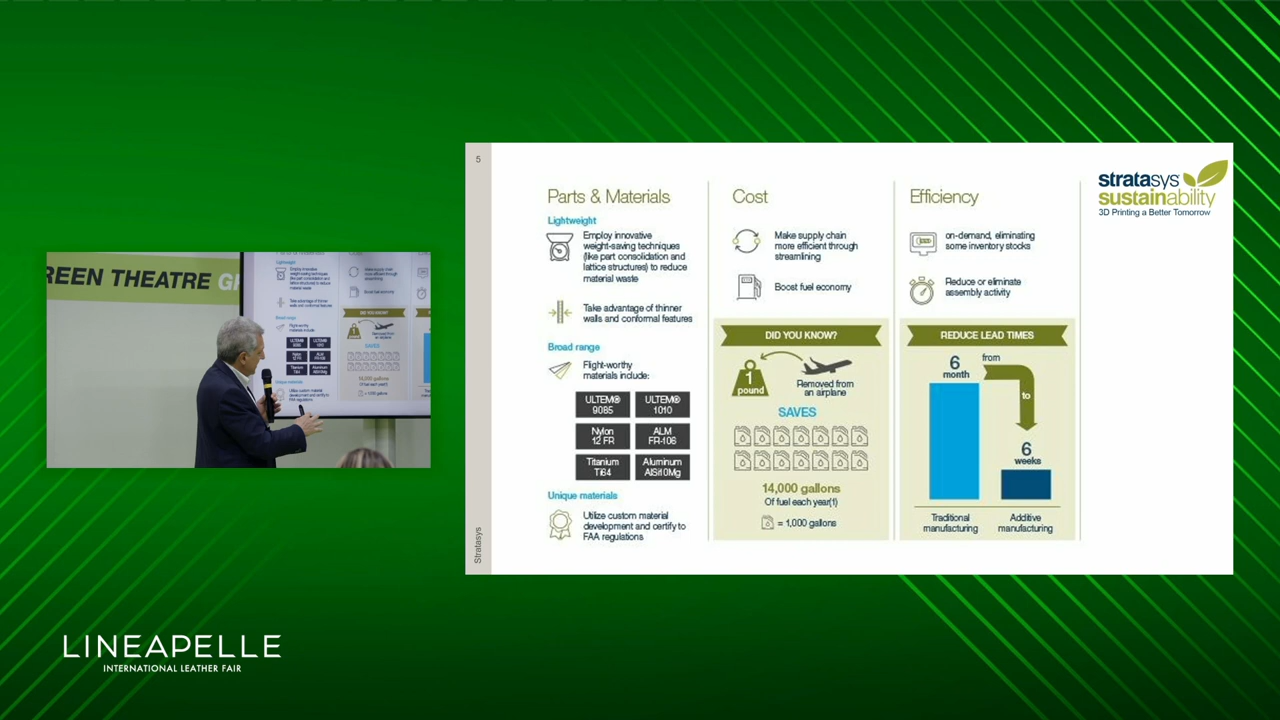 REEN THEATRE GR
5
stratasys
sustainability
3D Printing a Better Tomorrow
Parts & Materials
Lightweight
Employ innovative
weight-saving techniques
(like part consolidation and
lattice structures) to reduce
material waste
Take advantage of thinner
walls and conformal features
Broad range
Flight-worthy
materials include:
ULTEM®
9085
ULTEM®
1010
Nylon
12 FR
ALM
FR-106
Titanium
Ti64
Aluminum
AlSi10Mg
Unique materials
Utilize custom material
development and certify to
FAA regulations
Cost
Make supply chain
more efficient through
streamlining
Boost fuel economy
DID YOU KNOW?
1
pound
Removed from
an airplane
SAVES
14,000 gallons
Of fuel each year(1)
= 1,000 gallons
Efficiency
on-demand, eliminating
some inventory stocks
Reduce or eliminate
assembly activity
REDUCE LEAD TIMES
6
month
from
to
6
weeks
Traditional
manufacturing
Additive
manufacturing
Stratasys
LINEAPELLE
INTERNATIONAL LEATHER FAIR